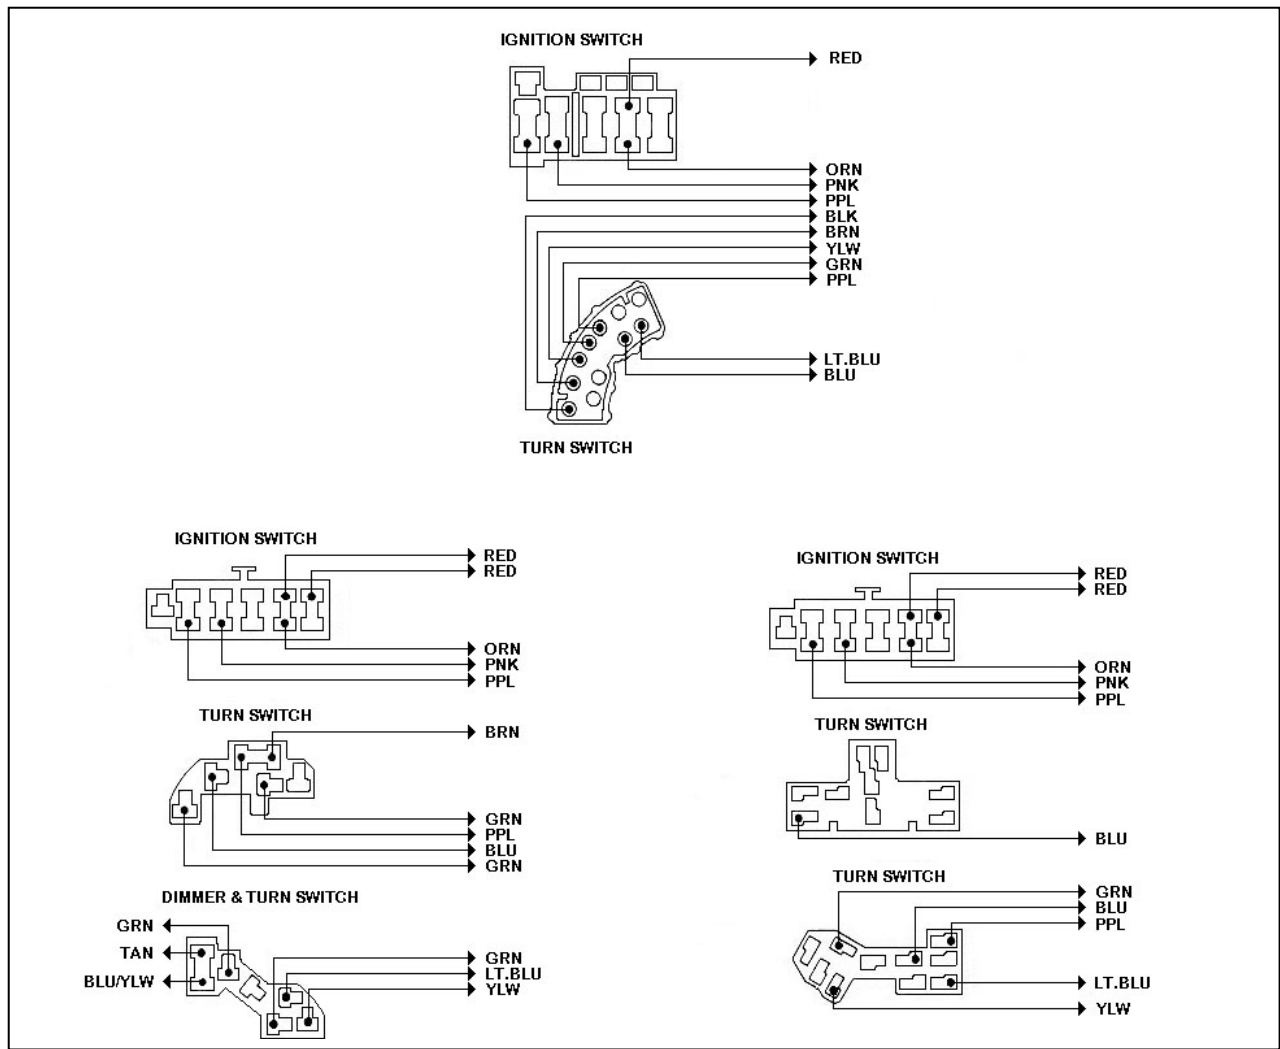 IGNITION SWITCH
RED
ORN
PNK
PPL
BLK
BRN
YLW
GRN
PPL
LT.BLU
BLU
TURN SWITCH
IGNITION SWITCH
RED
RED
ORN
PNK
PPL
TURN SWITCH
BRN
GRN
PPL
BLU
GRN
DIMMER & TURN SWITCH
GRN
TAN
BLU/YLW
GRN
LT.BLU
YLW
IGNITION SWITCH
RED
RED
ORN
PNK
PPL
TURN SWITCH
BLU
TURN SWITCH
GRN
BLU
PPL
LT.BLU
YLW